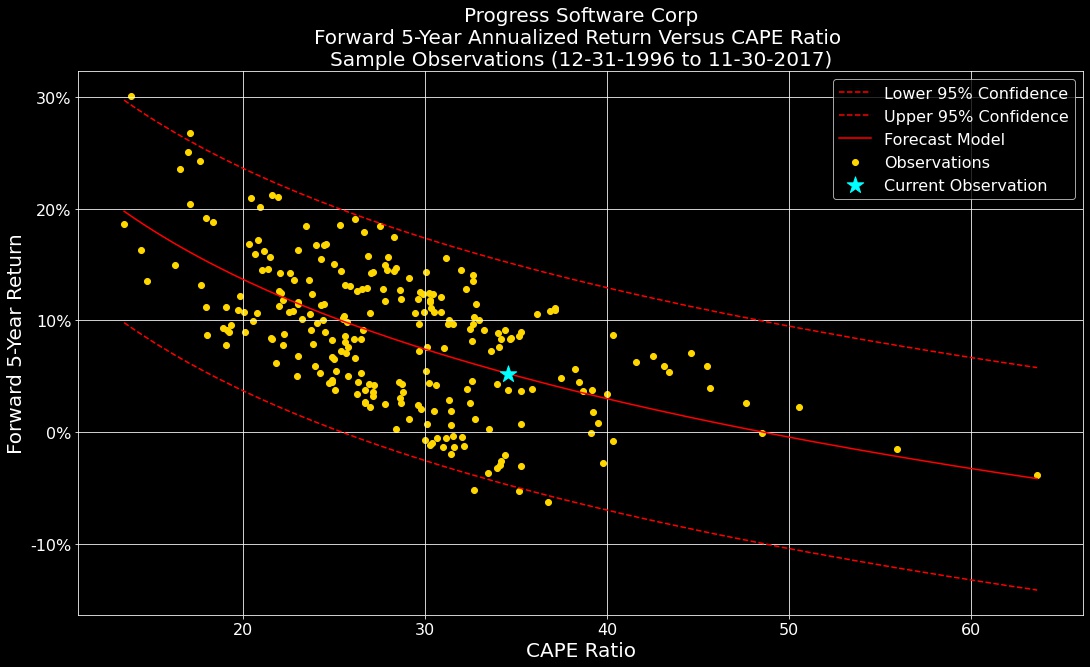 Progress Software Corp
Forward 5-Year Annualized Return Versus CAPE Ratio
Sample Observations (12-31-1996 to 11-30-2017)
Lower 95% Confidence
Upper 95% Confidence
Forecast Model
Observations
Current Observation
Forward 5-Year Return
30%
20%
10%
0%
-10%
20 30 40 50 60
CAPE Ratio